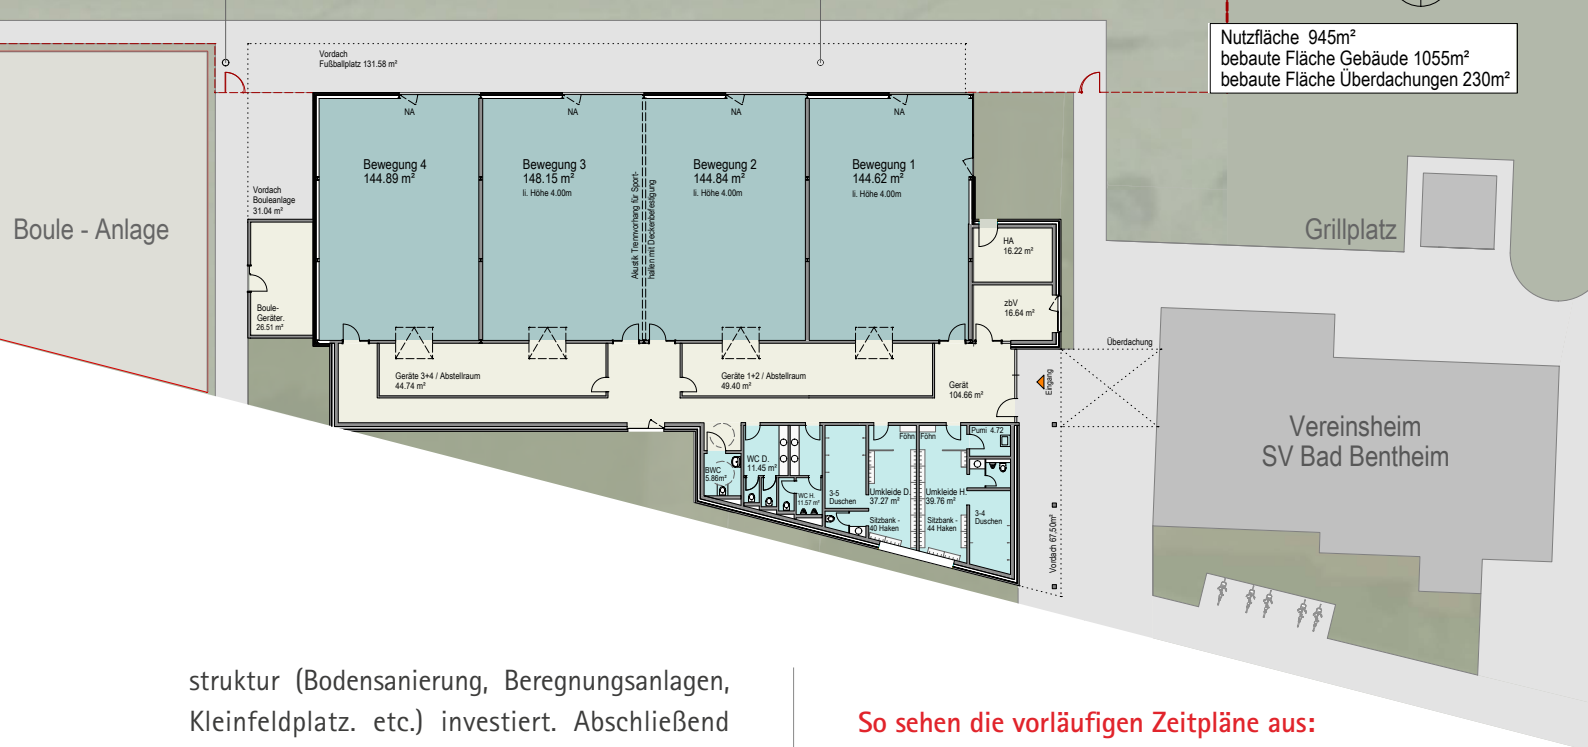 Nutzfläche 945m²
bebaute Fläche Gebäude 1055m²
bebaute Fläche Überdachungen 230m²
Vordach
Fußballplatz 131.58 m²
NA
NA
NA
NA
Bewegung 4
144.89 m²
Bewegung 3
148.15 m²
li. Höhe 4.00m
Bewegung 2
144.84 m²
li. Höhe 4.00m
Bewegung 1
144.62 m²
li. Höhe 4.00m
Akustik Trennvorhang für Sport-
hallen mit Deckenbefestigung
Vordach
Bouleanlage
31.04 m²
Boule - Anlage
Grillplatz
HA
16.22 m²
zbV
16.64 m²
Boule-
Geräter.
26.51 m²
Überdachung
Geräte 3+4 / Abstellraum
44.74 m²
Geräte 1+2 / Abstellraum
49.40 m²
Gerät
104.66 m²
Eingang
Vereinsheim
SV Bad Bentheim
Föhn
Föhn
Pumi 4.72
BWC
5.86m²
WC D.
11.45 m²
WC H.
11.57 m²
3-5
Duschen
Umkleide D.
37.27 m²
Sitzbank -
40 Haken
Umkleide H.
39.76 m²
Sitzbank -
44 Haken
3-4
Duschen
Vordach 67,50m²
struktur (Bodensanierung, Beregnungsanlagen,
Kleinfeldplatz. etc.) investiert. Abschließend
So sehen die vorläufigen Zeitpläne aus: